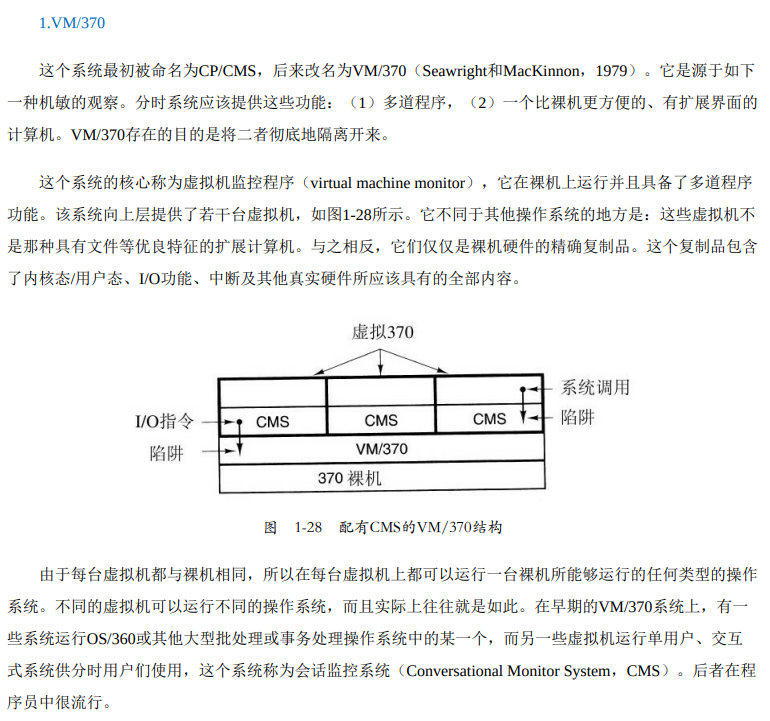 1.VM/370
这个系统最初被命名为CP/CMS，后来改名为VM/370（Seawright和MacKinnon，1979）。它是源于如下
一种机敏的观察。分时系统应该提供这些功能：（1）多道程序，（2）一个比裸机更方便的、有扩展界面的
计算机。VM/370存在的目的是将二者彻底地隔离开来。
这个系统的核心称为虚拟机监控程序（virtual machine monitor），它在裸机上运行并且具备了多道程序
功能。该系统向上层提供了若干台虚拟机，如图1-28所示。它不同于其他操作系统的地方是：这些虚拟机不
是那种具有文件等优良特征的扩展计算机。与之相反，它们仅仅是裸机硬件的精确复制品。这个复制品包含
了内核态/用户态、I/O功能、中断及其他真实硬件所应该具有的全部内容。
虚拟370
系统调用
I/O指令 CMS CMS CMS 陷阱
陷阱 VM/370
370 裸机
图 1-28 配有CMS的VM/370结构
由于每台虚拟机都与裸机相同，所以在每台虚拟机上都可以运行一台裸机所能够运行的任何类型的操作
系统。不同的虚拟机可以运行不同的操作系统，而且实际上往往就是如此。在早期的VM/370系统上，有一
些系统运行OS/360或其他大型批处理或事务处理操作系统中的某一个，而另一些虚拟机运行单用户、交互
式系统供分时用户们使用，这个系统称为会话监控系统（Conversational Monitor System，CMS）。后者在程
序员中很流行。